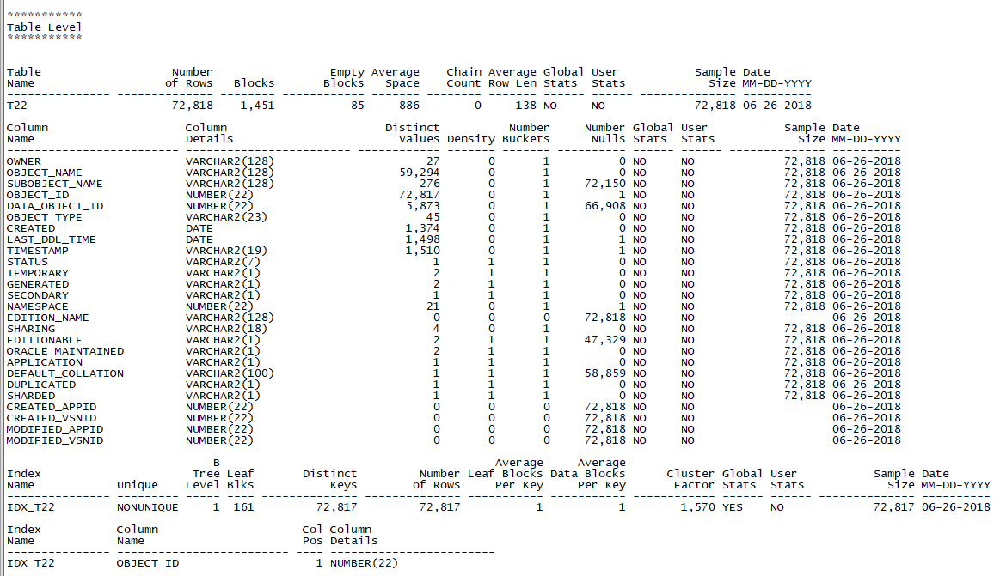 ***********
Table Level
***********
Table Number Empty Average Chain Average Global User Sample Date
Name of Rows Blocks Blocks Space Count Row Len Stats Stats Size MM-DD-YYYY
--------------- -------------- -------- ------------ ------- -------- ------- ------ ------ -------------- ----------
T22 72,818 1,451 85 886 0 138 NO NO 72,818 06-26-2018
Column Column Distinct Number Number Global User Sample Date
Name Details Values Density Buckets Nulls Stats Stats Size MM-DD-YYYY
------------------------- ------------------------ ------------ ------- ------- ---------- ------ ------ -------------- ----------
OWNER VARCHAR2(128) 27 0 1 0 NO NO 72,818 06-26-2018
OBJECT_NAME VARCHAR2(128) 59,294 0 1 0 NO NO 72,818 06-26-2018
SUBOBJECT_NAME VARCHAR2(128) 276 0 1 72,150 NO NO 72,818 06-26-2018
OBJECT_ID NUMBER(22) 72,817 0 1 1 NO NO 72,818 06-26-2018
DATA_OBJECT_ID NUMBER(22) 5,873 0 1 66,908 NO NO 72,818 06-26-2018
OBJECT_TYPE VARCHAR2(23) 45 0 1 0 NO NO 72,818 06-26-2018
CREATED DATE 1,374 0 1 0 NO NO 72,818 06-26-2018
LAST_DDL_TIME DATE 1,498 0 1 1 NO NO 72,818 06-26-2018
TIMESTAMP VARCHAR2(19) 1,510 0 1 1 NO NO 72,818 06-26-2018
STATUS VARCHAR2(7) 1 1 1 0 NO NO 72,818 06-26-2018
TEMPORARY VARCHAR2(1) 2 1 1 0 NO NO 72,818 06-26-2018
GENERATED VARCHAR2(1) 2 1 1 0 NO NO 72,818 06-26-2018
SECONDARY VARCHAR2(1) 1 1 1 0 NO NO 72,818 06-26-2018
NAMESPACE NUMBER(22) 21 0 1 1 NO NO 72,818 06-26-2018
EDITION_NAME VARCHAR2(128) 0 0 0 72,818 NO NO 06-26-2018
SHARING VARCHAR2(18) 4 0 1 0 NO NO 72,818 06-26-2018
EDITIONABLE VARCHAR2(1) 2 1 1 47,329 NO NO 72,818 06-26-2018
ORACLE_MAINTAINED VARCHAR2(1) 2 1 1 0 NO NO 72,818 06-26-2018
APPLICATION VARCHAR2(1) 1 1 1 0 NO NO 72,818 06-26-2018
DEFAULT_COLLATION VARCHAR2(100) 1 1 1 58,859 NO NO 72,818 06-26-2018
DUPLICATED VARCHAR2(1) 1 1 1 0 NO NO 72,818 06-26-2018
SHARDED VARCHAR2(1) 1 1 1 0 NO NO 72,818 06-26-2018
CREATED_APPID NUMBER(22) 0 0 0 72,818 NO NO 06-26-2018
CREATED_VSNID NUMBER(22) 0 0 0 72,818 NO NO 06-26-2018
MODIFIED_APPID NUMBER(22) 0 0 0 72,818 NO NO 06-26-2018
MODIFIED_VSNID NUMBER(22) 0 0 0 72,818 NO NO 06-26-2018
B Average Average
Index Tree Leaf Distinct Number Leaf Blocks Data Blocks Cluster Global User Sample Date
Name Unique Level Blks Keys of Rows Per Key Per Key Factor Stats Stats Size MM-DD-YYYY
--------------- --------- ----- ---- -------------- -------------- ----------- ----------- ------------ ------ ------ -------------- ----------
IDX_T22 NONUNIQUE 1 161 72,817 72,817 1 1 1,570 YES NO 72,817 06-26-2018
Index Column Col Column
Name Name Pos Details
--------------- ------------------------- ---- ------------------------
IDX_T22 OBJECT_ID 1 NUMBER(22)